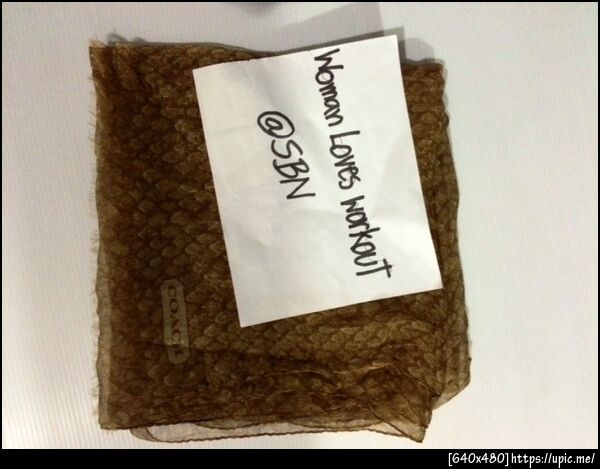 Woman Loves workout
@SBN
COACH
[640x480]https://upic.me/